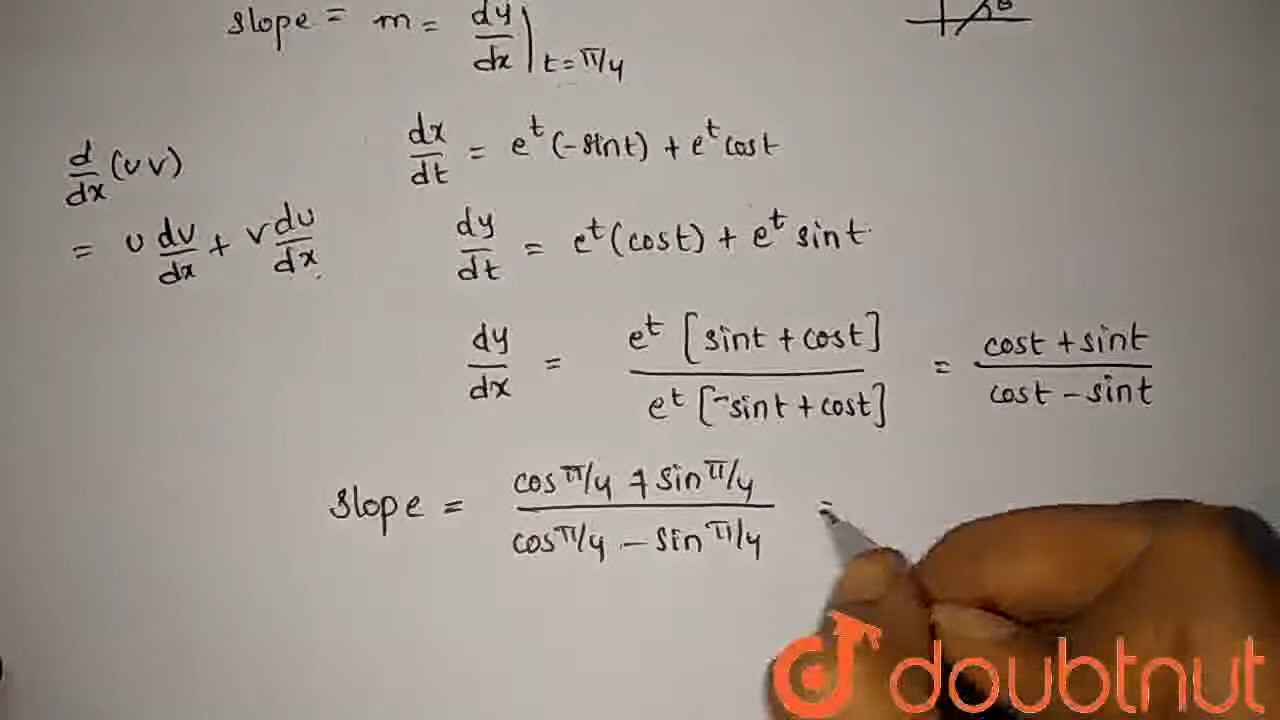 slope = m = dy/dx | t = π/4
θ
d/dx (uv)
= u dv/dx + v du/dx
dx/dt = e^t (-sint) + e^t cost
dy/dt = e^t (cost) + e^t sint
dy/dx = e^t [sint + cost] / e^t [-sint + cost] = cost + sint / cost - sint
slope = cos π/4 + sin π/4 / cos π/4 - sin π/4 =
doubtnut